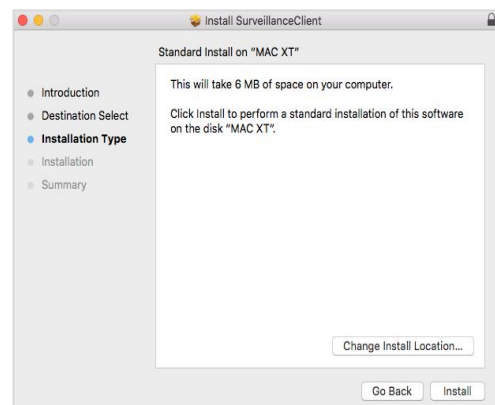 Install SurveillanceClient
Standard Install on “MAC XT”
Introduction
Destination Select
Installation Type
Installation
Summary
This will take 6 MB of space on your computer.
Click Install to perform a standard installation of this software
on the disk “MAC XT”.
Change Install Location...
Go Back
Install